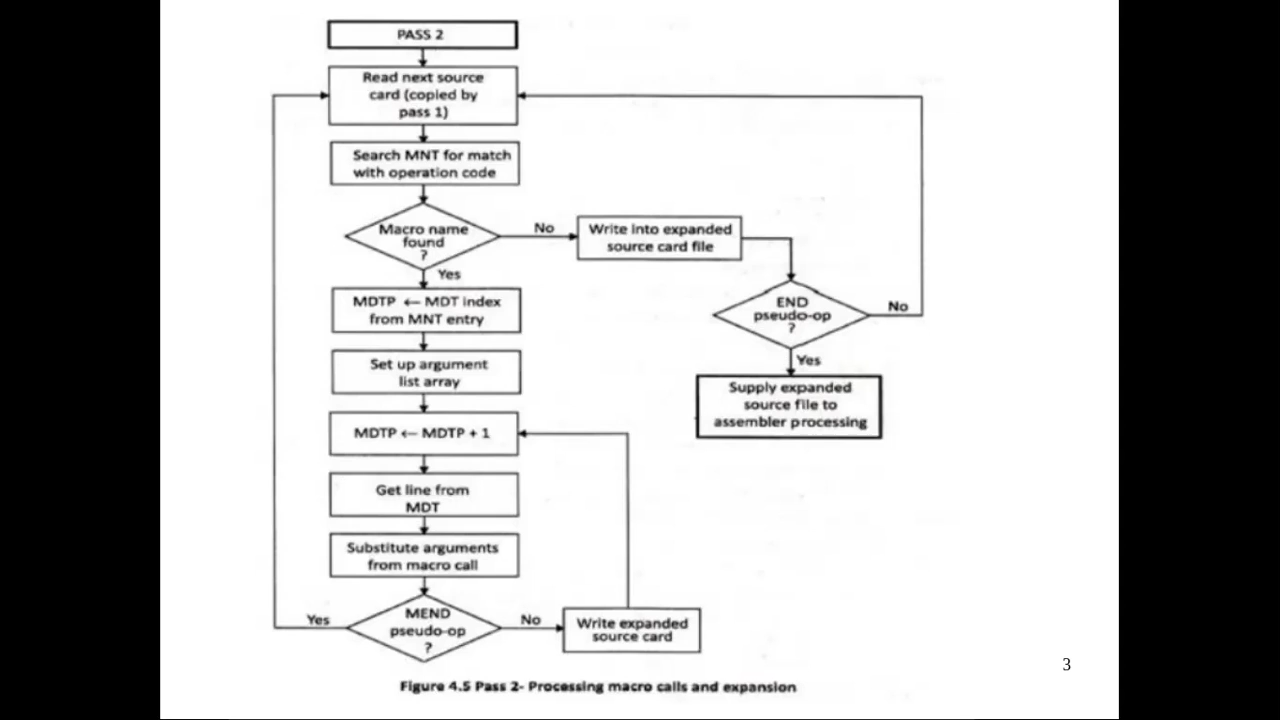 PASS 2
Read next source
card (copied by
pass 1)
Search MNT for match
with operation code
Macro name
found
?
No
Write into expanded
source card file
Yes
MDTP ← MDT index
from MNT entry
END
pseudo-op
?
No
Yes
Set up argument
list array
Supply expanded
source file to
assembler processing
MDTP ← MDTP + 1
Get line from
MDT
Substitute arguments
from macro call
MEND
pseudo-op
?
Yes
No
Write expanded
source card
3
Figure 4.5 Pass 2- Processing macro calls and expansion